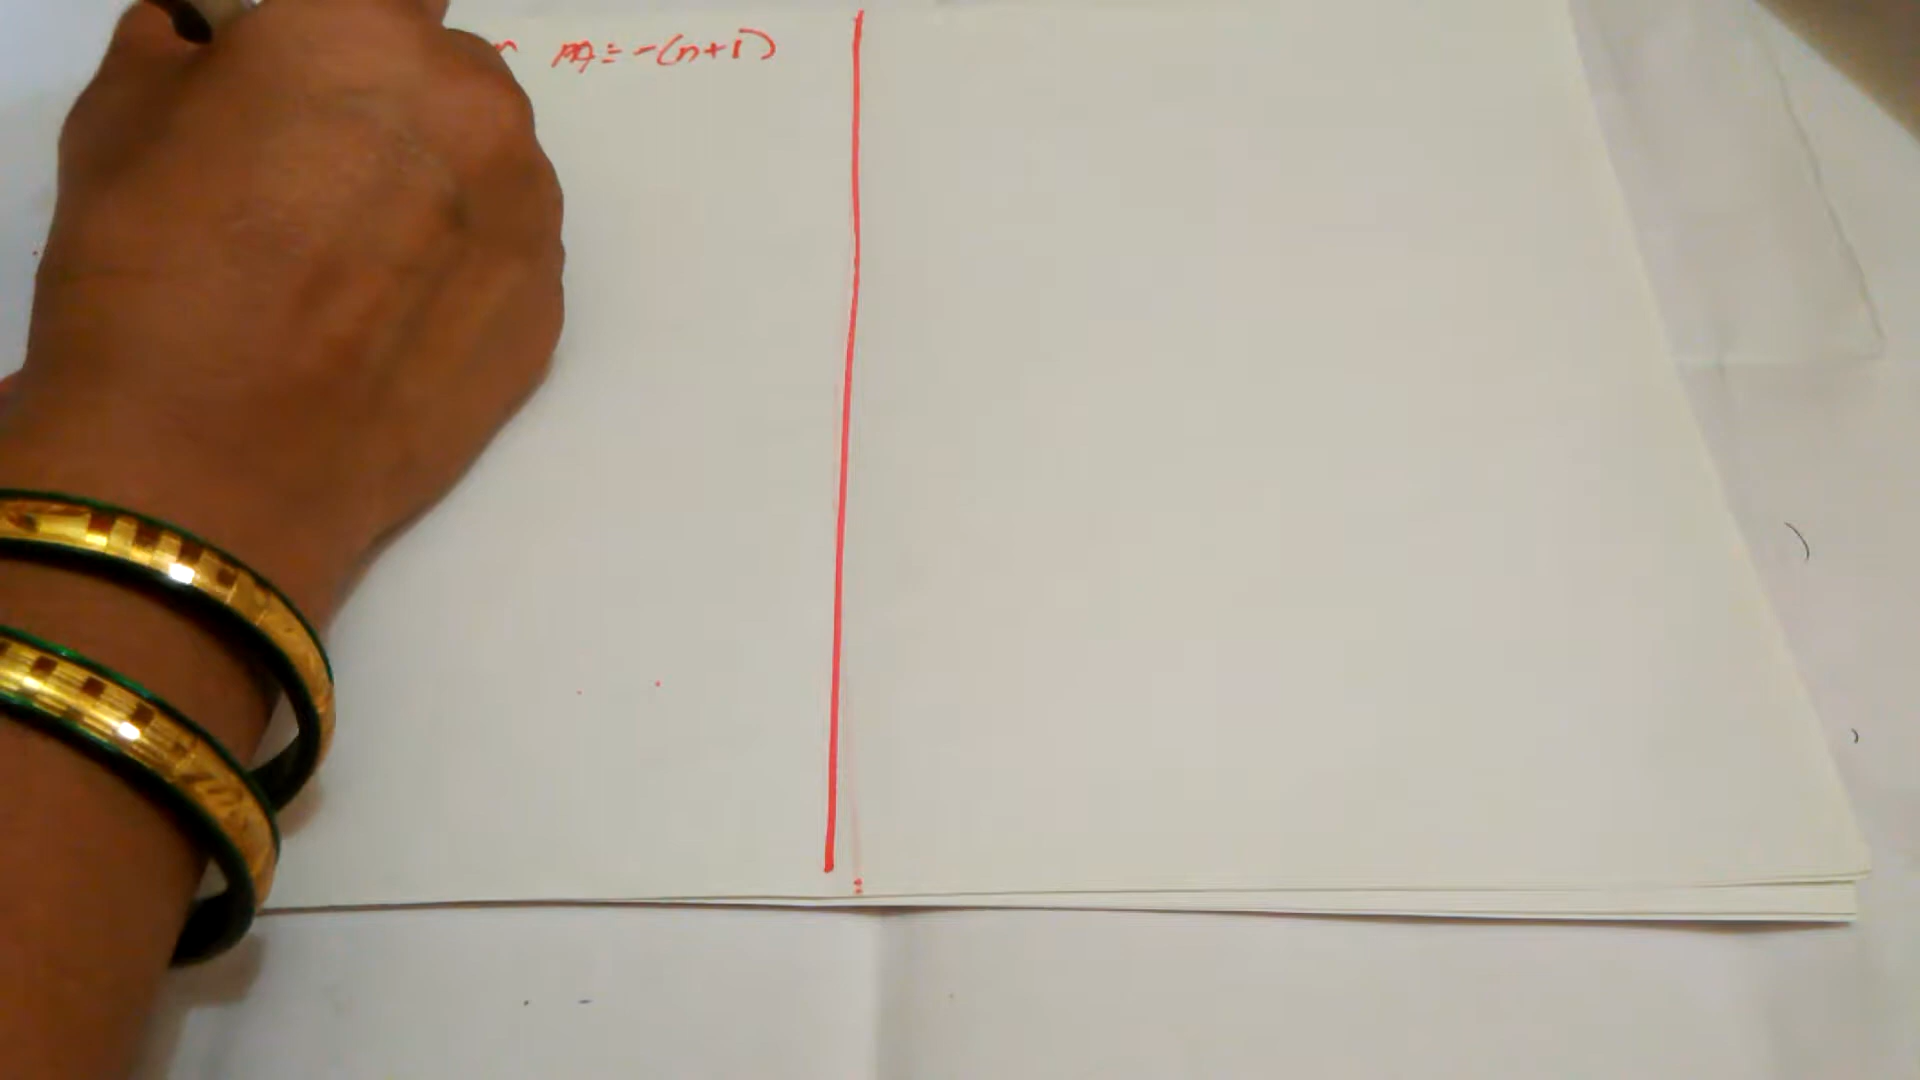 n m = -(n+1)